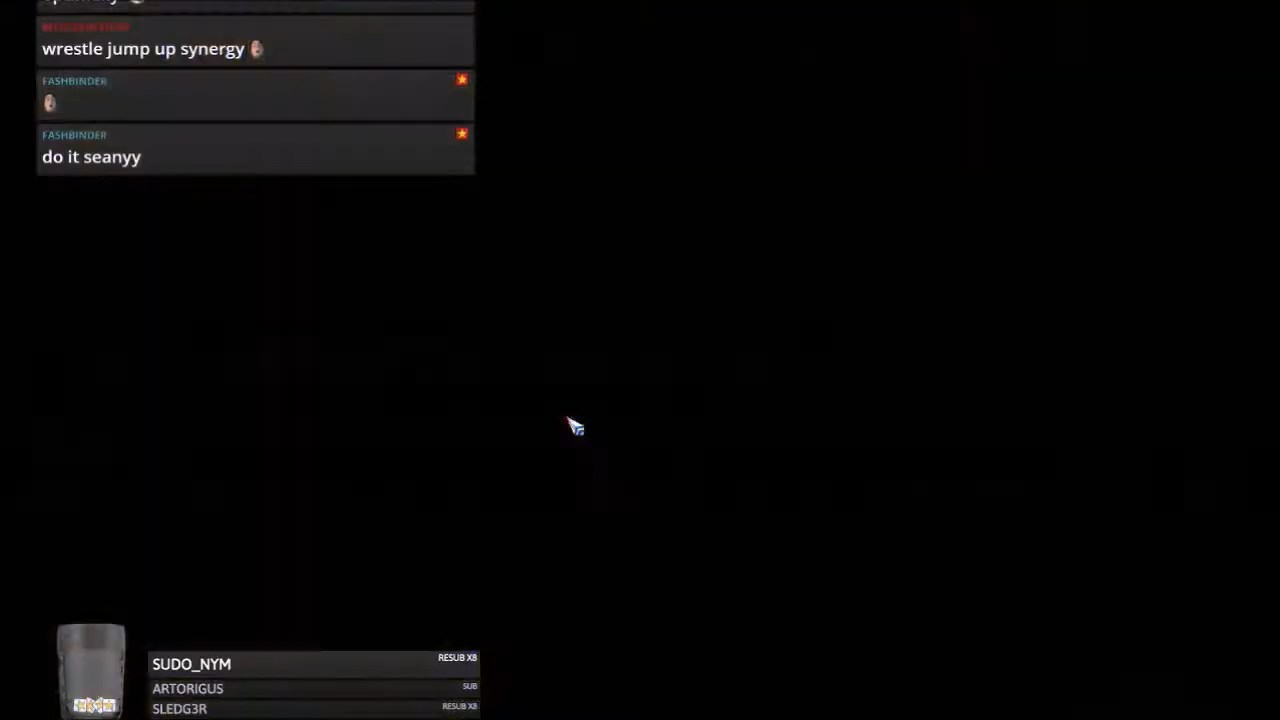 wrestle jump up synergy
FASHBINDER
FASHBINDER
do it seanyy
SUDO_NYM RESUB X8
ARTORIGUS SUB
SLEDG3R RESUB X8